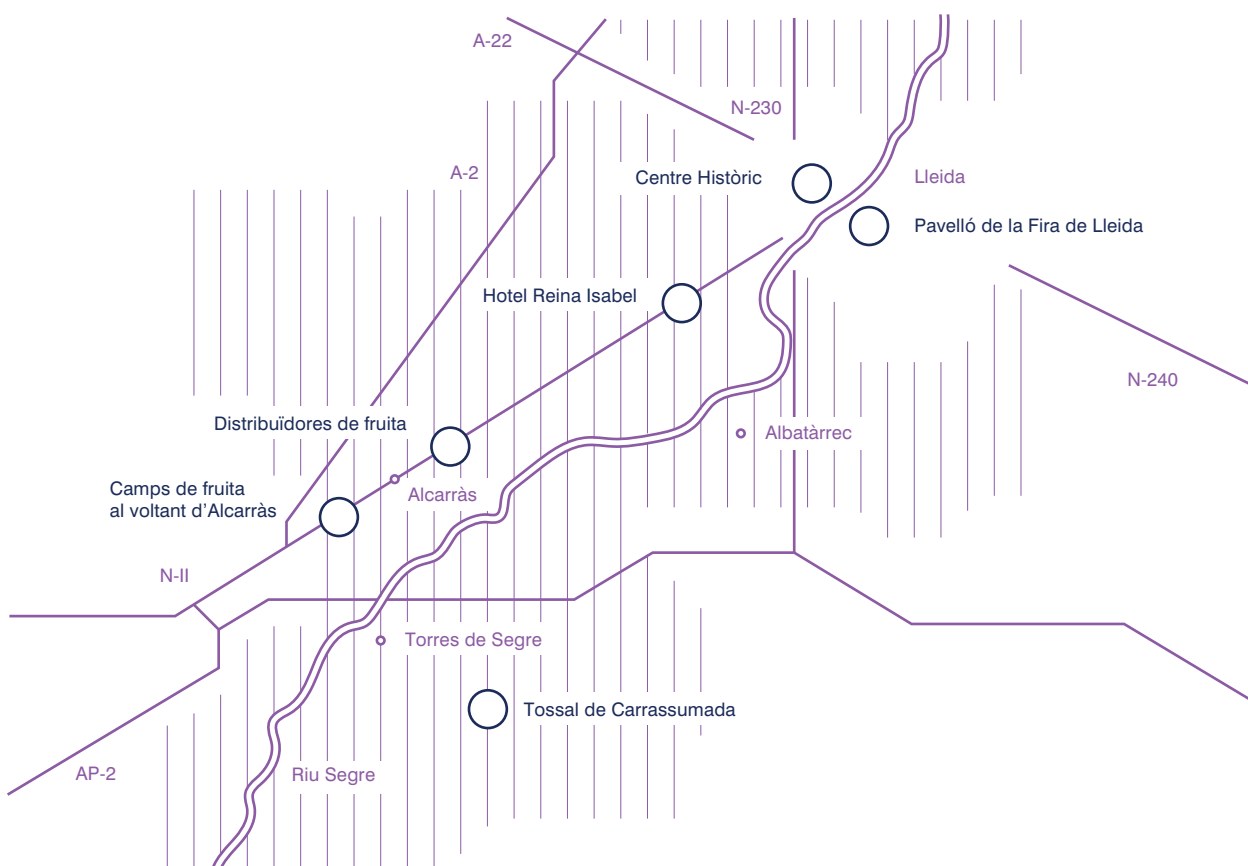 A-22
N-230
A-2
Centre Històric
Lleida
Pavelló de la Fira de Lleida
Hotel Reina Isabel
N-240
Distribuïdores de fruita
Albatàrrec
Camps de fruita
al voltant d’Alcarràs
Alcarràs
N-II
Torres de Segre
Tossal de Carrassumada
AP-2
Riu Segre